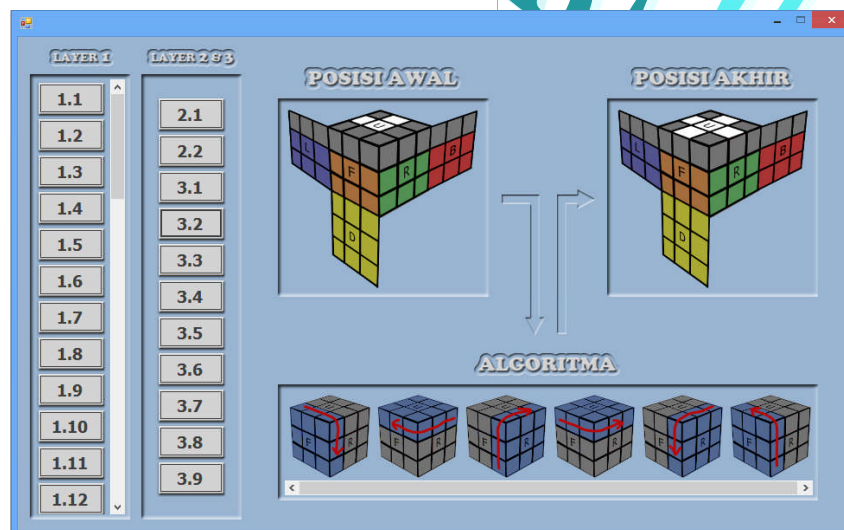 LAYER 1
LAYER 2 & 3
1.1
1.2
1.3
1.4
1.5
1.6
1.7
1.8
1.9
1.10
1.11
1.12
2.1
2.2
3.1
3.2
3.3
3.4
3.5
3.6
3.7
3.8
3.9
POSISI AWAL
U
L
F
R
B
D
POSISI AKHIR
U
L
F
R
B
D
ALGORITMA
U
F
R
U
F
R
U
F
R
U
F
R
U
F
R
U
F
R